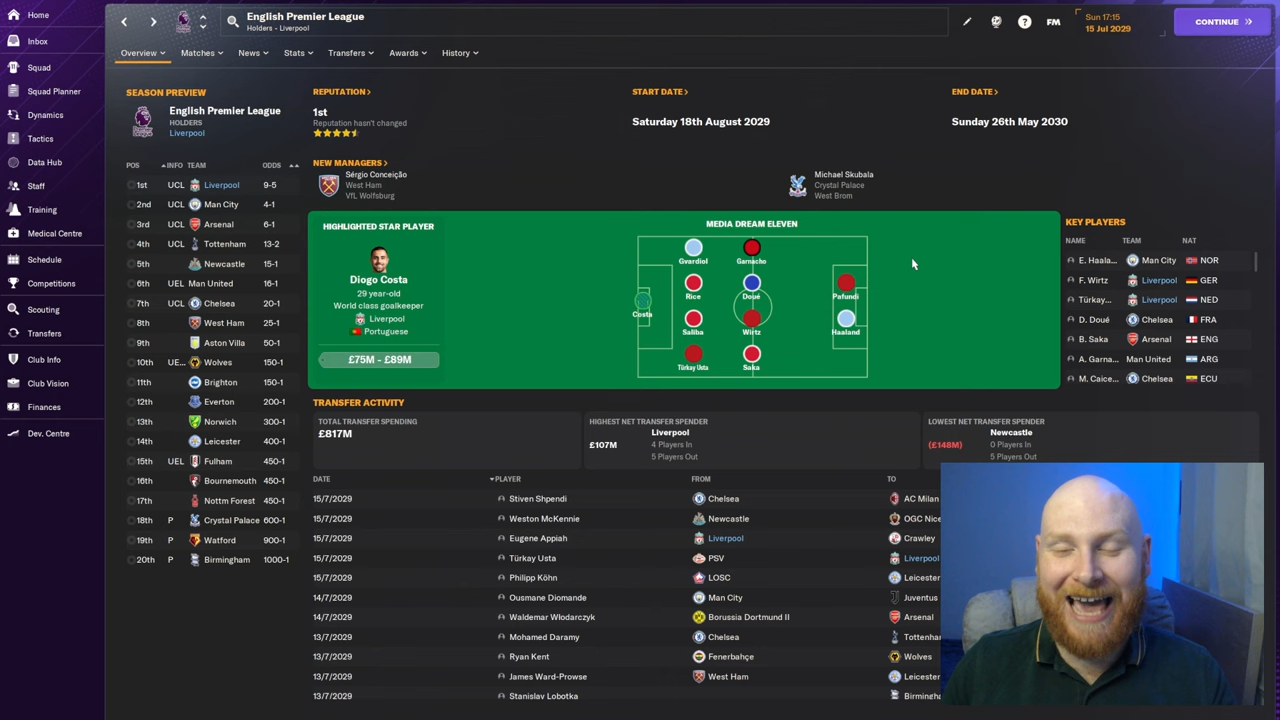 Home
Inbox
Squad
Squad Planner
Dynamics
Tactics
Data Hub
Staff
Training
Medical Centre
Schedule
Competitions
Scouting
Transfers
Club Info
Club Vision
Finances
Dev. Centre
English Premier League
Holders - Liverpool
FM
Sun 17:15
15 Jul 2029
CONTINUE
Overview
Matches
News
Stats
Transfers
Awards
History
SEASON PREVIEW
English Premier League
HOLDERS
Liverpool
REPUTATION
1st
Reputation hasn't changed
START DATE
Saturday 18th August 2029
END DATE
Sunday 26th May 2030
NEW MANAGERS
Sérgio Conceição
West Ham
VfL Wolfsburg
Michael Skubala
Crystal Palace
West Brom
POS INFO TEAM ODDS
1st UCL Liverpool 9-5
2nd UCL Man City 4-1
3rd UCL Arsenal 6-1
4th UCL Tottenham 13-2
5th Newcastle 15-1
6th UEL Man United 16-1
7th UCL Chelsea 20-1
8th West Ham 25-1
9th Aston Villa 50-1
10th UE... Wolves 150-1
11th Brighton 150-1
12th Everton 200-1
13th Norwich 300-1
14th Leicester 400-1
15th UEL Fulham 450-1
16th Bournemouth 450-1
17th Nottm Forest 450-1
18th P Crystal Palace 600-1
19th P Watford 900-1
20th P Birmingham 1000-1
HIGHLIGHTED STAR PLAYER
Diogo Costa
29 year-old
World class goalkeeper
Liverpool
Portuguese
£75M - £89M
MEDIA DREAM ELEVEN
Gvardiol
Garnacho
Rice
Doué
Pafundi
Costa
Saliba
Wirtz
Haaland
Türkay Usta
Saka
KEY PLAYERS
NAME TEAM NAT
E. Haala... Man City NOR
F. Wirtz Liverpool GER
Türkay... Liverpool NED
D. Doué Chelsea FRA
B. Saka Arsenal ENG
A. Garna... Man United ARG
M. Caice... Chelsea ECU
TRANSFER ACTIVITY
TOTAL TRANSFER SPENDING
£817M
HIGHEST NET TRANSFER SPENDER
Liverpool
£107M
4 Players In
5 Players Out
LOWEST NET TRANSFER SPENDER
Newcastle
(£148M)
0 Players In
5 Players Out
DATE PLAYER FROM TO
15/7/2029 Stiven Shpendi Chelsea AC Milan
15/7/2029 Weston McKennie Newcastle OGC Nice
15/7/2029 Eugene Appiah Liverpool Crawley
15/7/2029 Türkay Usta PSV Liverpool
15/7/2029 Philipp Köhn LOSC Leiceste
14/7/2029 Ousmane Diomande Man City Juventus
14/7/2029 Waldemar Włodarczyk Borussia Dortmund II Arsenal
13/7/2029 Mohamed Daramy Chelsea Tottenha
13/7/2029 Ryan Kent Fenerbahçe Wolves
13/7/2029 James Ward-Prowse West Ham Leiceste
13/7/2029 Stanislav Lobotka Birmingha